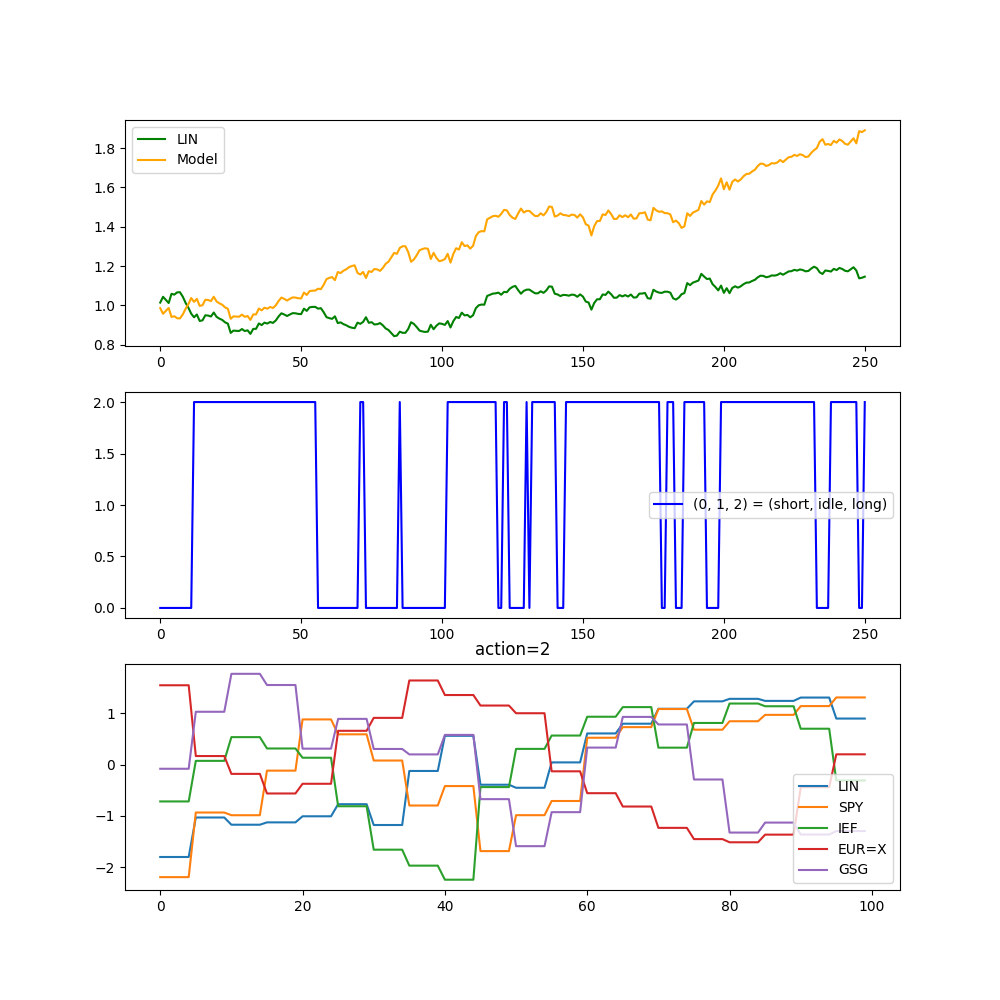 LIN
Model
1.8
1.6
1.4
1.2
1.0
0.8
0 50 100 150 200 250
2.0
1.5
1.0
0.5
0.0
(0, 1, 2) = (short, idle, long)
0 50 100 150 200 250
action=2
1
0
−1
−2
LIN
SPY
IEF
EUR=X
GSG
0 20 40 60 80 100